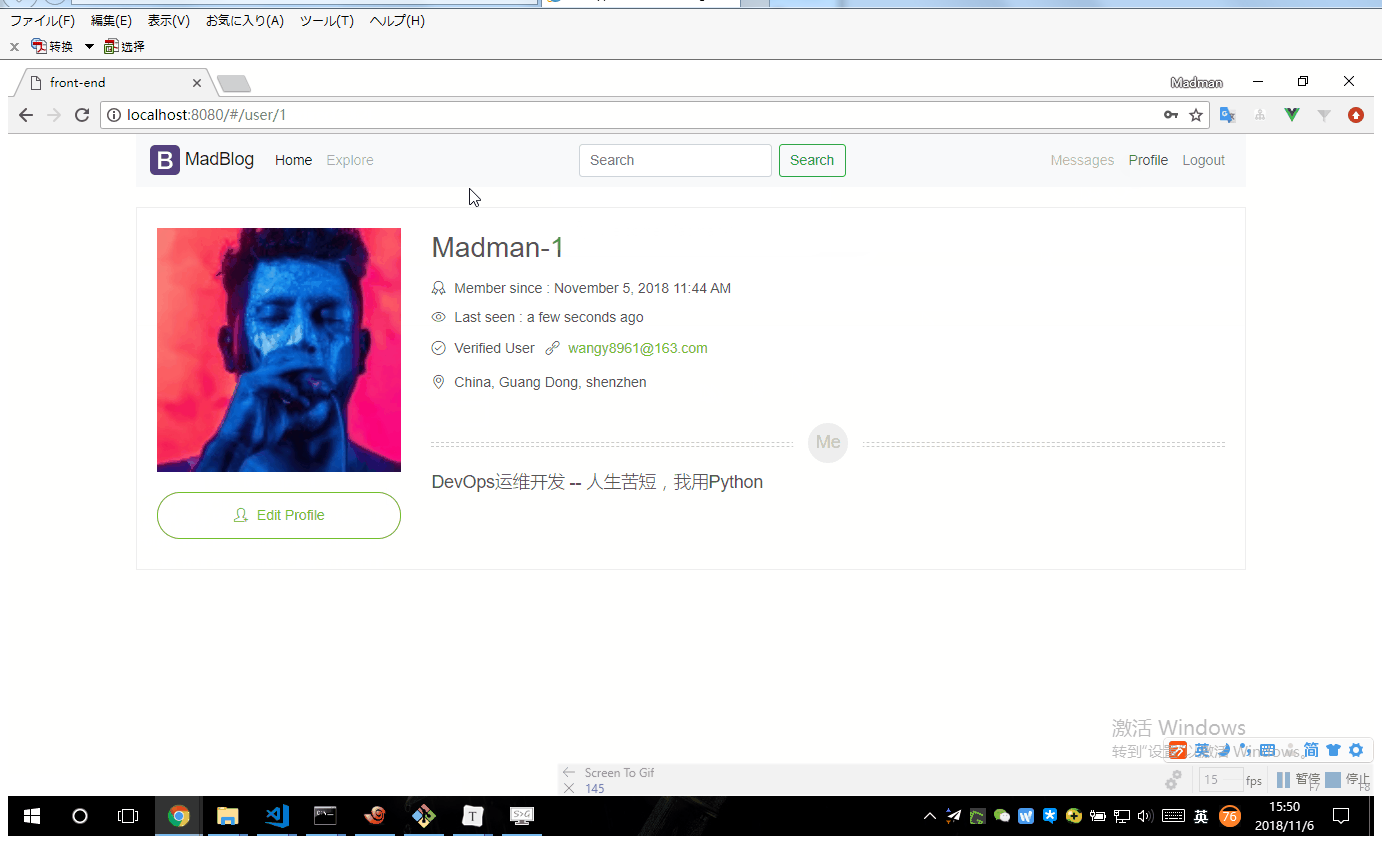 ファイル(F) 編集(E) 表示(V) お気に入り(A) ツール(T) ヘルプ(H)
x 转换 选择
front-end Madman
localhost:8080/#/user/1
B MadBlog Home Explore Search Search Messages Profile Logout
Madman-1
Member since : November 5, 2018 11:44 AM
Last seen : a few seconds ago
Verified User wangy8961@163.com
China, Guang Dong, shenzhen
Me
DevOps运维开发 -- 人生苦短，我用Python
Edit Profile
激活 Windows
转到"设置"以激活 Windows。
英 简
Screen To Gif
145
15 fps 暂停 F7 停止 F8
T S>G 英 76 15:50
2018/11/6